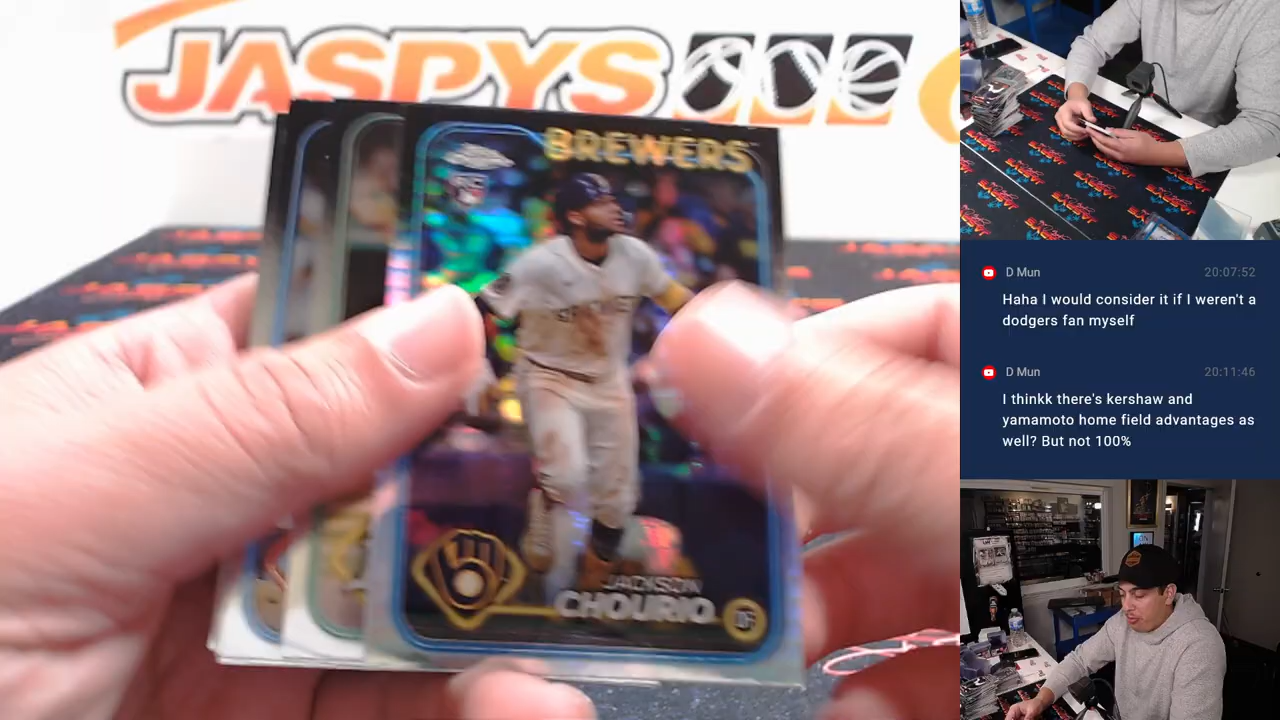 JASPYS
BREWERS
JACKSON
CHOURIO
OF
D Mun 20:07:52
Haha I would consider it if I weren't a
dodgers fan myself
D Mun 20:11:46
I thinkk there's kershaw and
yamamoto home field advantages as
well? But not 100%